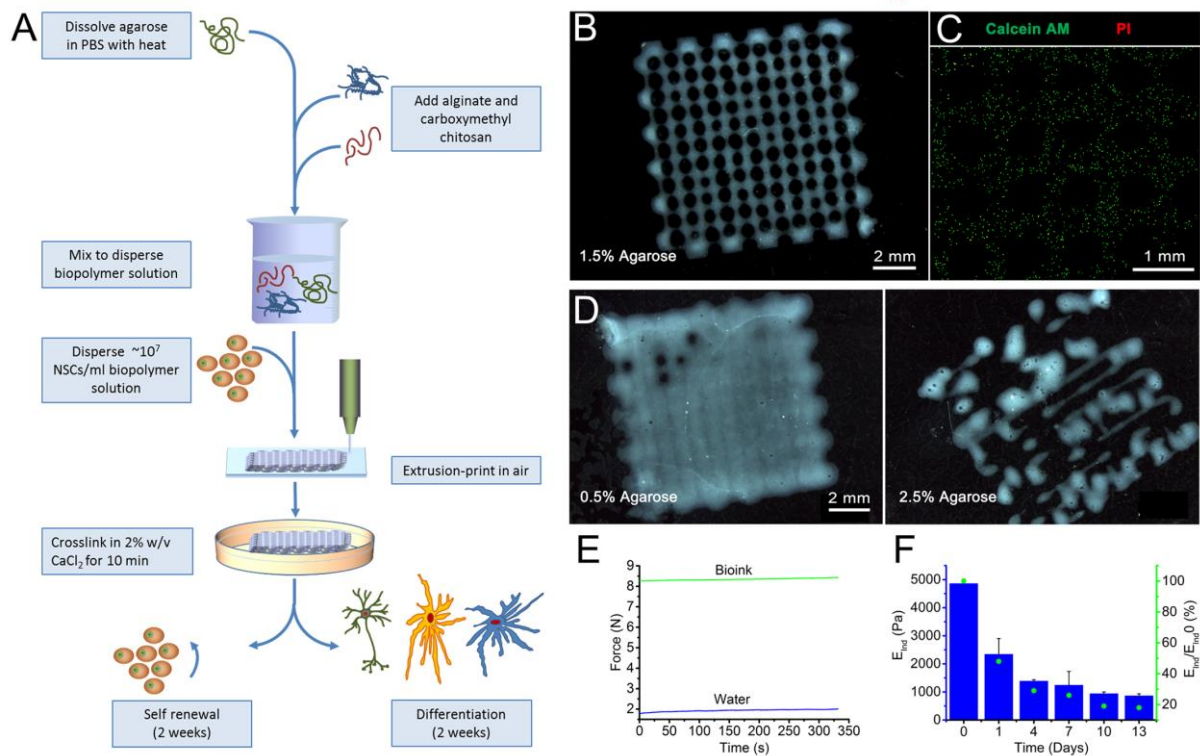 A
Dissolve agarose
in PBS with heat
Add alginate and
carboxymethyl
chitosan
Mix to disperse
biopolymer solution
Disperse ~10⁷
NSCs/ml biopolymer
solution
Extrusion-print in air
Crosslink in 2% w/v
CaCl₂ for 10 min
Self renewal
(2 weeks)
Differentiation
(2 weeks)
B
1.5% Agarose
2 mm
C
Calcein AM PI
1 mm
D
0.5% Agarose
2 mm
2.5% Agarose
E
Force (N)
9
8
7
6
5
4
3
2
Bioink
Water
0 50 100 150 200 250 300 350
Time (s)
F
E_Ind (Pa)
5000
4000
3000
2000
1000
0
0 1 4 7 10 13
Time (Days)
100
80
60
40
20
E_Ind/E_Ind0 (%)